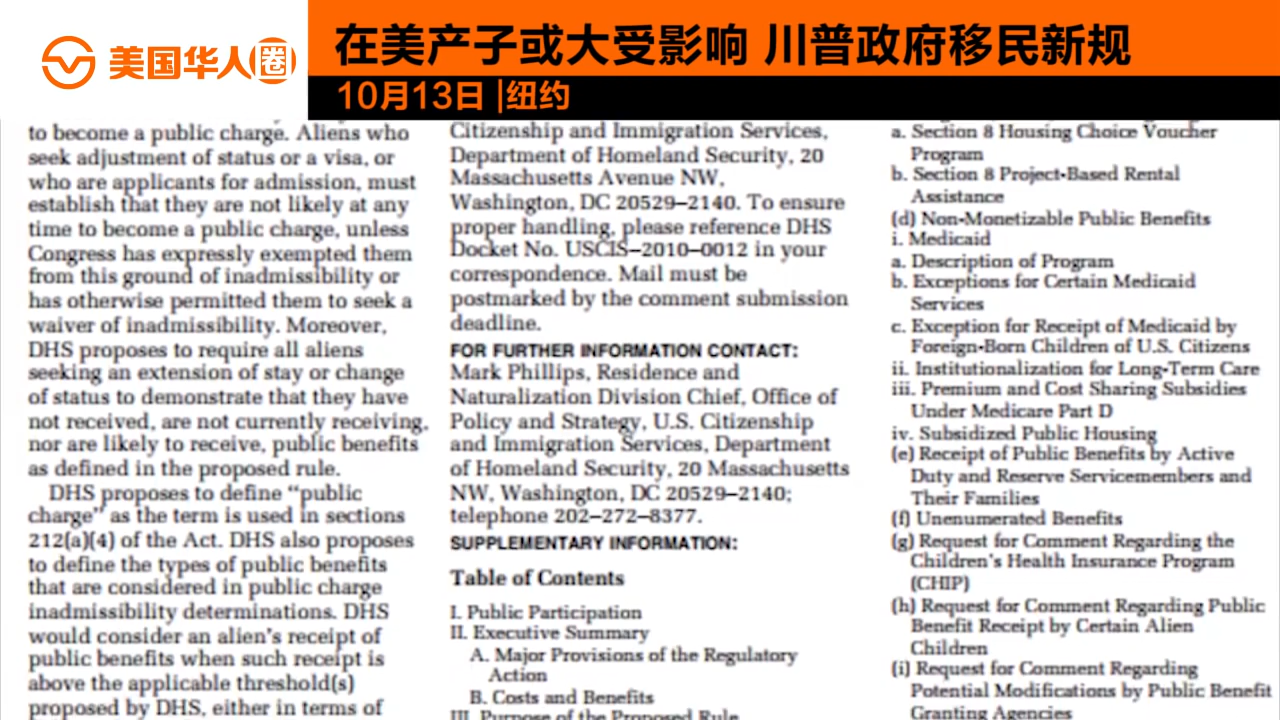 美国华人圈
在美产子或大受影响 川普政府移民新规
10月13日 |纽约
to become a public charge. Aliens who
seek adjustment of status or a visa, or
who are applicants for admission, must
establish that they are not likely at any
time to become a public charge, unless
Congress has expressly exempted them
from this ground of inadmissibility or
has otherwise permitted them to seek a
waiver of inadmissibility. Moreover,
DHS proposes to require all aliens
seeking an extension of stay or change
of status to demonstrate that they have
not received, are not currently receiving,
nor are likely to receive, public benefits
as defined in the proposed rule.
DHS proposes to define “public
charge” as the term is used in sections
212(a)(4) of the Act. DHS also proposes
to define the types of public benefits
that are considered in public charge
inadmissibility determinations. DHS
would consider an alien’s receipt of
public benefits when such receipt is
above the applicable threshold(s)
proposed by DHS, either in terms of
Citizenship and Immigration Services,
Department of Homeland Security, 20
Massachusetts Avenue NW,
Washington, DC 20529–2140. To ensure
proper handling, please reference DHS
Docket No. USCIS–2010–0012 in your
correspondence. Mail must be
postmarked by the comment submission
deadline.
FOR FURTHER INFORMATION CONTACT:
Mark Phillips, Residence and
Naturalization Division Chief, Office of
Policy and Strategy, U.S. Citizenship
and Immigration Services, Department
of Homeland Security, 20 Massachusetts
NW, Washington, DC 20529–2140;
telephone 202–272–8377.
SUPPLEMENTARY INFORMATION:
Table of Contents
I. Public Participation
II. Executive Summary
A. Major Provisions of the Regulatory
Action
B. Costs and Benefits
III. Purpose of the Proposed Rule
a. Section 8 Housing Choice Voucher
Program
b. Section 8 Project-Based Rental
Assistance
(d) Non-Monetizable Public Benefits
i. Medicaid
a. Description of Program
b. Exceptions for Certain Medicaid
Services
c. Exception for Receipt of Medicaid by
Foreign-Born Children of U.S. Citizens
ii. Institutionalization for Long-Term Care
iii. Premium and Cost Sharing Subsidies
Under Medicare Part D
iv. Subsidized Public Housing
(e) Receipt of Public Benefits by Active
Duty and Reserve Servicemembers and
Their Families
(f) Unenumerated Benefits
(g) Request for Comment Regarding the
Children’s Health Insurance Program
(CHIP)
(h) Request for Comment Regarding Public
Benefit Receipt by Certain Alien
Children
(i) Request for Comment Regarding
Potential Modifications by Public Benefit
Granting Agencies